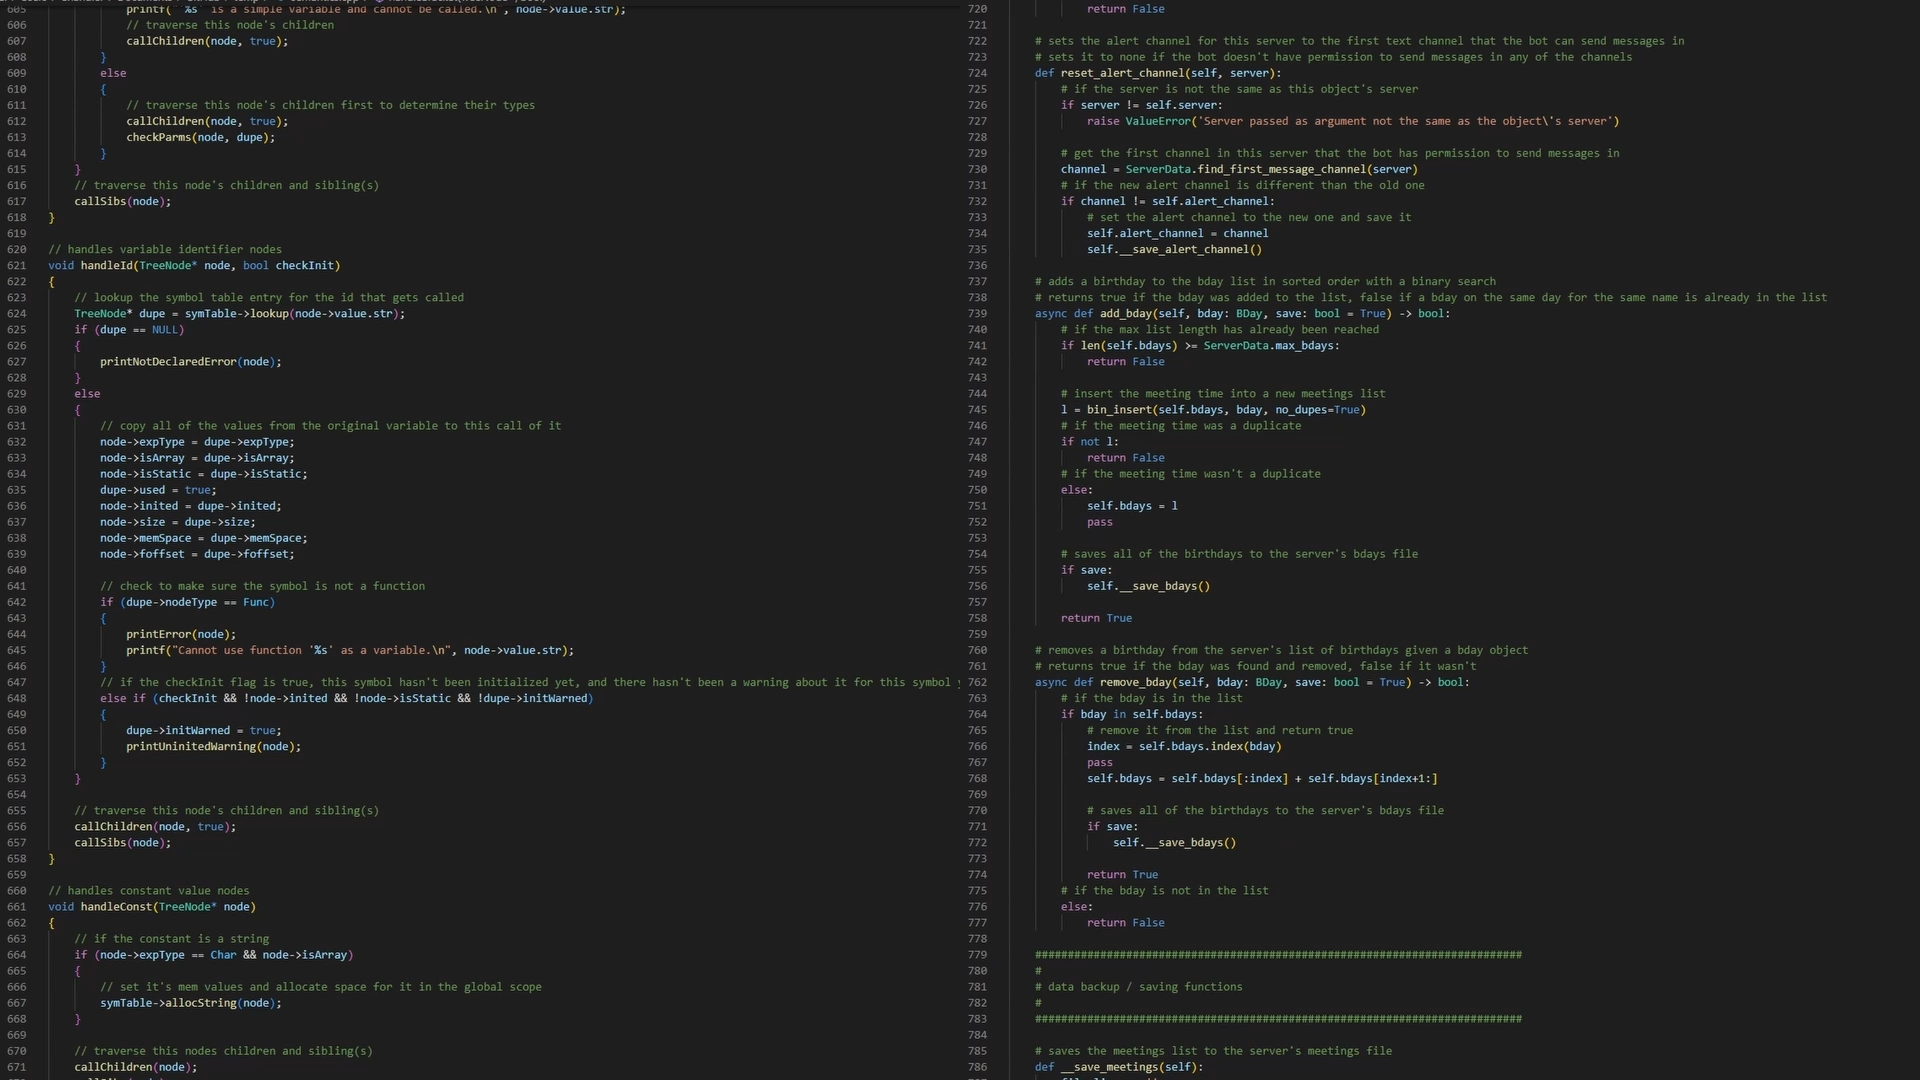 605 printf("'%s' is a simple variable and cannot be called.\n", node->value.str);
606 // traverse this node's children
607 callChildren(node, true);
608 }
609 else
610 {
611 // traverse this node's children first to determine their types
612 callChildren(node, true);
613 checkParms(node, dupe);
614 }
615 }
616 // traverse this node's children and sibling(s)
617 callSibs(node);
618 }
619
620 // handles variable identifier nodes
621 void handleId(TreeNode* node, bool checkInit)
622 {
623 // lookup the symbol table entry for the id that gets called
624 TreeNode* dupe = symTable->lookup(node->value.str);
625 if (dupe == NULL)
626 {
627 printNotDeclaredError(node);
628 }
629 else
630 {
631 // copy all of the values from the original variable to this call of it
632 node->expType = dupe->expType;
633 node->isArray = dupe->isArray;
634 node->isStatic = dupe->isStatic;
635 dupe->used = true;
636 node->inited = dupe->inited;
637 node->size = dupe->size;
638 node->memSpace = dupe->memSpace;
639 node->foffset = dupe->foffset;
640
641 // check to make sure the symbol is not a function
642 if (dupe->nodeType == Func)
643 {
644 printError(node);
645 printf("Cannot use function '%s' as a variable.\n", node->value.str);
646 }
647 // if the checkInit flag is true, this symbol hasn't been initialized yet, and there hasn't been a warning about it for this symbol
648 else if (checkInit && !node->inited && !node->isStatic && !dupe->initWarned)
649 {
650 dupe->initWarned = true;
651 printUninitedWarning(node);
652 }
653 }
654
655 // traverse this node's children and sibling(s)
656 callChildren(node, true);
657 callSibs(node);
658 }
659
660 // handles constant value nodes
661 void handleConst(TreeNode* node)
662 {
663 // if the constant is a string
664 if (node->expType == Char && node->isArray)
665 {
666 // set it's mem values and allocate space for it in the global scope
667 symTable->allocString(node);
668 }
669
670 // traverse this nodes children and sibling(s)
671 callChildren(node);
720 return False
721
722 # sets the alert channel for this server to the first text channel that the bot can send messages in
723 # sets it to none if the bot doesn't have permission to send messages in any of the channels
724 def reset_alert_channel(self, server):
725 # if the server is not the same as this object's server
726 if server != self.server:
727 raise ValueError('Server passed as argument not the same as the object\'s server')
728
729 # get the first channel in this server that the bot has permission to send messages in
730 channel = ServerData.find_first_message_channel(server)
731 # if the new alert channel is different than the old one
732 if channel != self.alert_channel:
733 # set the alert channel to the new one and save it
734 self.alert_channel = channel
735 self.__save_alert_channel()
736
737 # adds a birthday to the bday list in sorted order with a binary search
738 # returns true if the bday was added to the list, false if a bday on the same day for the same name is already in the list
739 async def add_bday(self, bday: BDay, save: bool = True) -> bool:
740 # if the max list length has already been reached
741 if len(self.bdays) >= ServerData.max_bdays:
742 return False
743
744 # insert the meeting time into a new meetings list
745 l = bin_insert(self.bdays, bday, no_dupes=True)
746 # if the meeting time was a duplicate
747 if not l:
748 return False
749 # if the meeting time wasn't a duplicate
750 else:
751 self.bdays = l
752 pass
753
754 # saves all of the birthdays to the server's bdays file
755 if save:
756 self.__save_bdays()
757
758 return True
759
760 # removes a birthday from the server's list of birthdays given a bday object
761 # returns true if the bday was found and removed, false if it wasn't
762 async def remove_bday(self, bday: BDay, save: bool = True) -> bool:
763 # if the bday is in the list
764 if bday in self.bdays:
765 # remove it from the list and return true
766 index = self.bdays.index(bday)
767 pass
768 self.bdays = self.bdays[:index] + self.bdays[index+1:]
769
770 # saves all of the birthdays to the server's bdays file
771 if save:
772 self.__save_bdays()
773
774 return True
775 # if the bday is not in the list
776 else:
777 return False
778
779 ###########################################################################
780 #
781 # data backup / saving functions
782 #
783 ###########################################################################
784
785 # saves the meetings list to the server's meetings file
786 def __save_meetings(self):